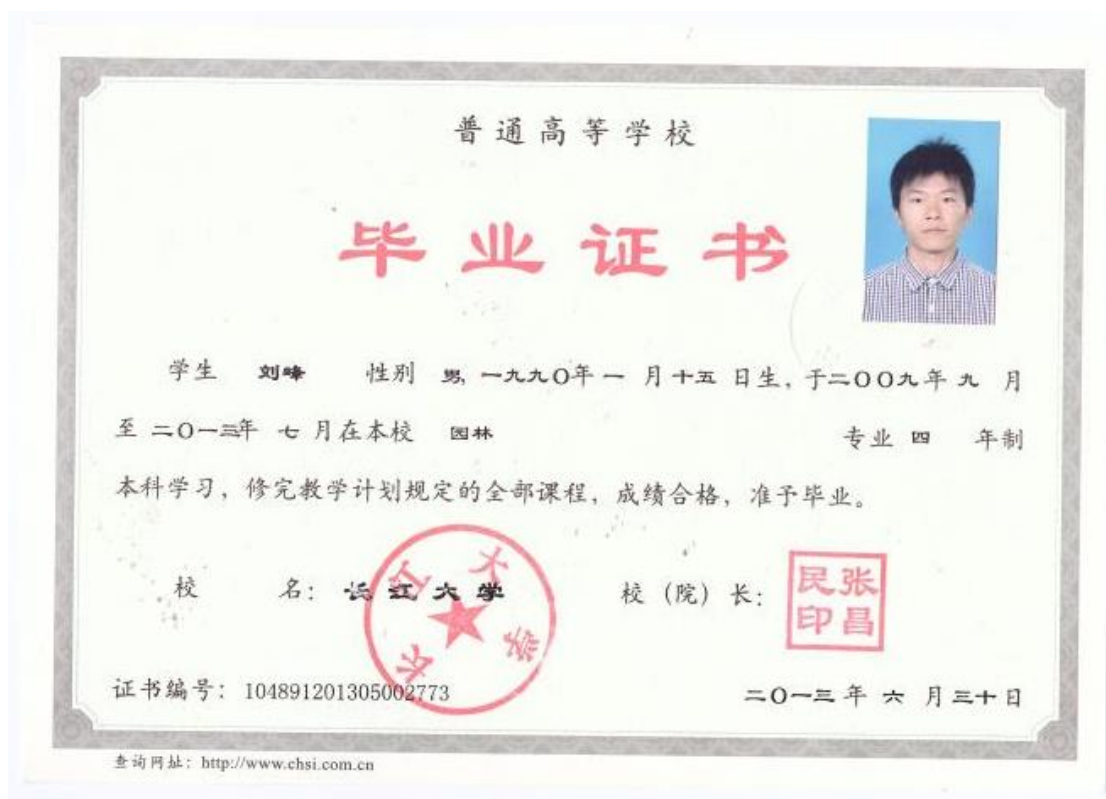 普通高等学校
毕业证书
学生 刘峰 性别 男, 一九九〇年 一 月 十五 日生, 于二〇〇九年 九 月
至 二〇一三年 七 月在本校 园林 专业 四 年制
本科学习, 修完教学计划规定的全部课程, 成绩合格, 准予毕业。
校 名: 长江大学 校 (院) 长:
长江大学
张昌民印
证书编号: 104891201305002773 二〇一三年 六 月三十日
查询网址: http://www.chsi.com.cn